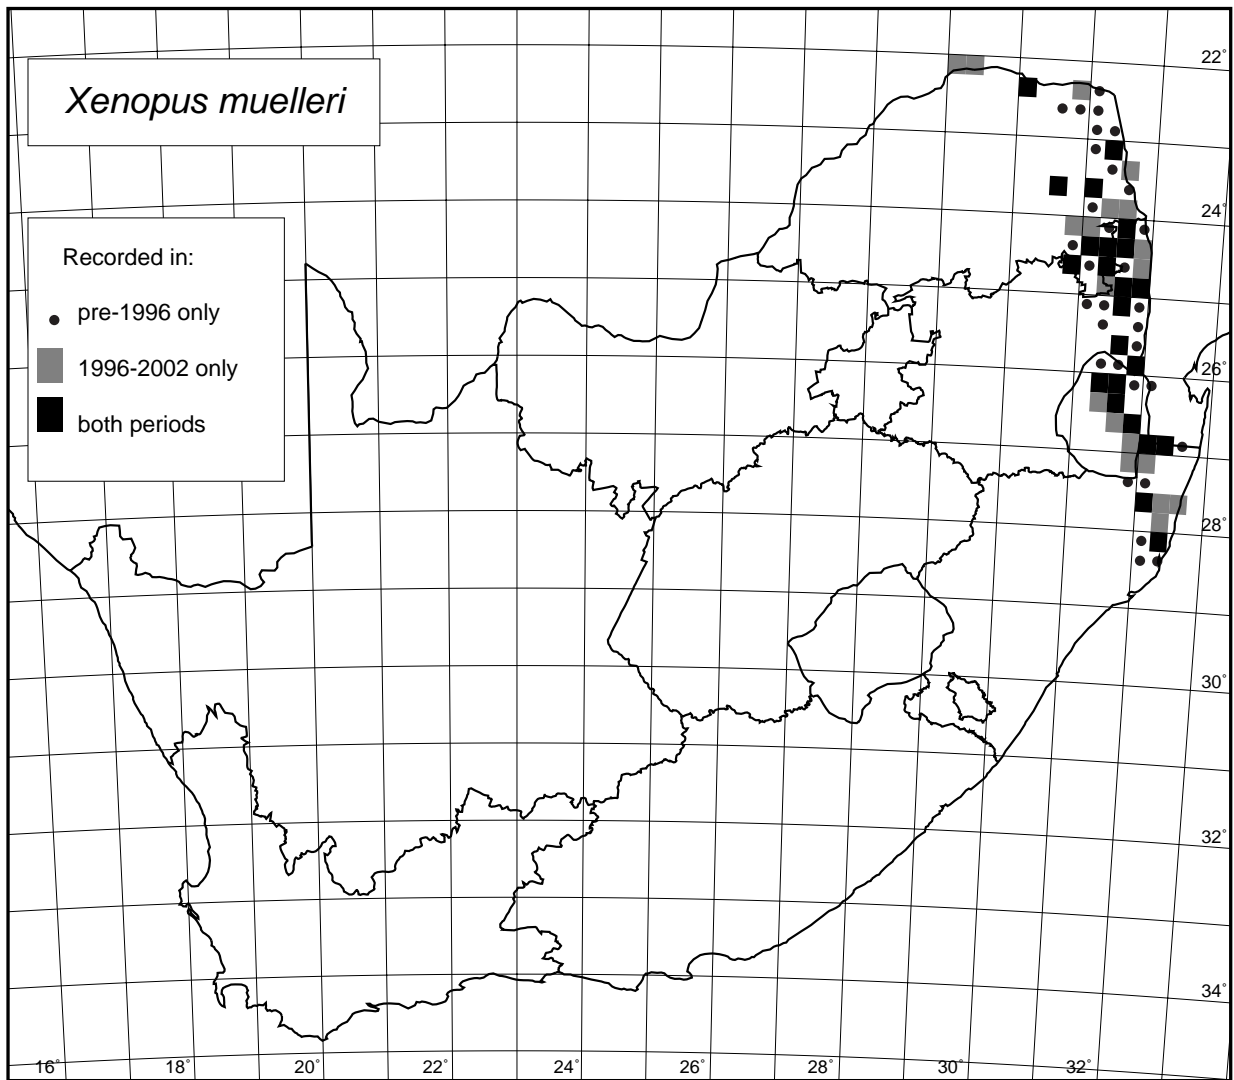 Xenopus muelleri
Recorded in:
pre-1996 only
1996-2002 only
both periods
22°
24°
26°
28°
30°
32°
34°
16° 18° 20° 22° 24° 26° 28° 30° 32°